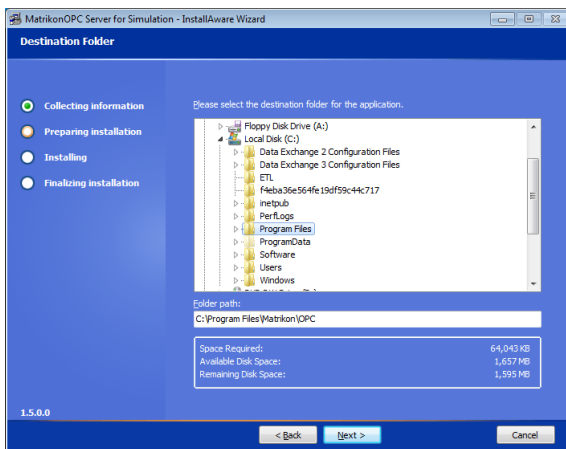 MatrikonOPC Server for Simulation - InstallAware Wizard
Destination Folder
Collecting information
Preparing installation
Installing
Finalizing installation
Please select the destination folder for the application.
Floppy Disk Drive (A:)
Local Disk (C:)
Data Exchange 2 Configuration Files
Data Exchange 3 Configuration Files
ETL
f4eba36e564fe19df59c44c717
inetpub
PerfLogs
Program Files
ProgramData
Software
Users
Windows
Folder path:
C:\Program Files\Matrikon\OPC
Space Required: 64,043 KB
Available Disk Space: 1,657 MB
Remaining Disk Space: 1,595 MB
1.5.0.0
< Back Next > Cancel